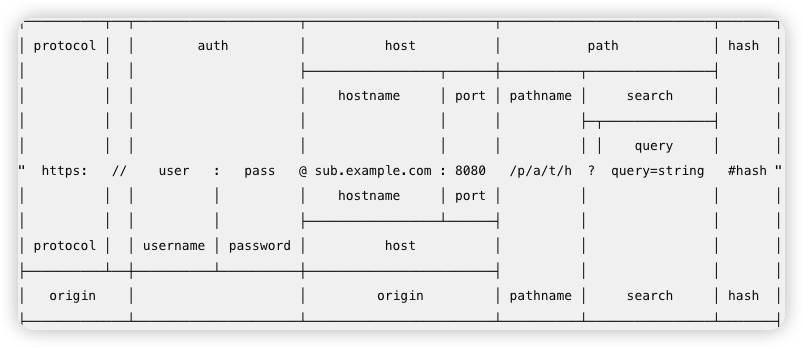 protocol auth host path hash
hostname port pathname search
query
" https: // user : pass @ sub.example.com : 8080 /p/a/t/h ? query=string #hash "
hostname port
protocol username password host
origin origin pathname search hash